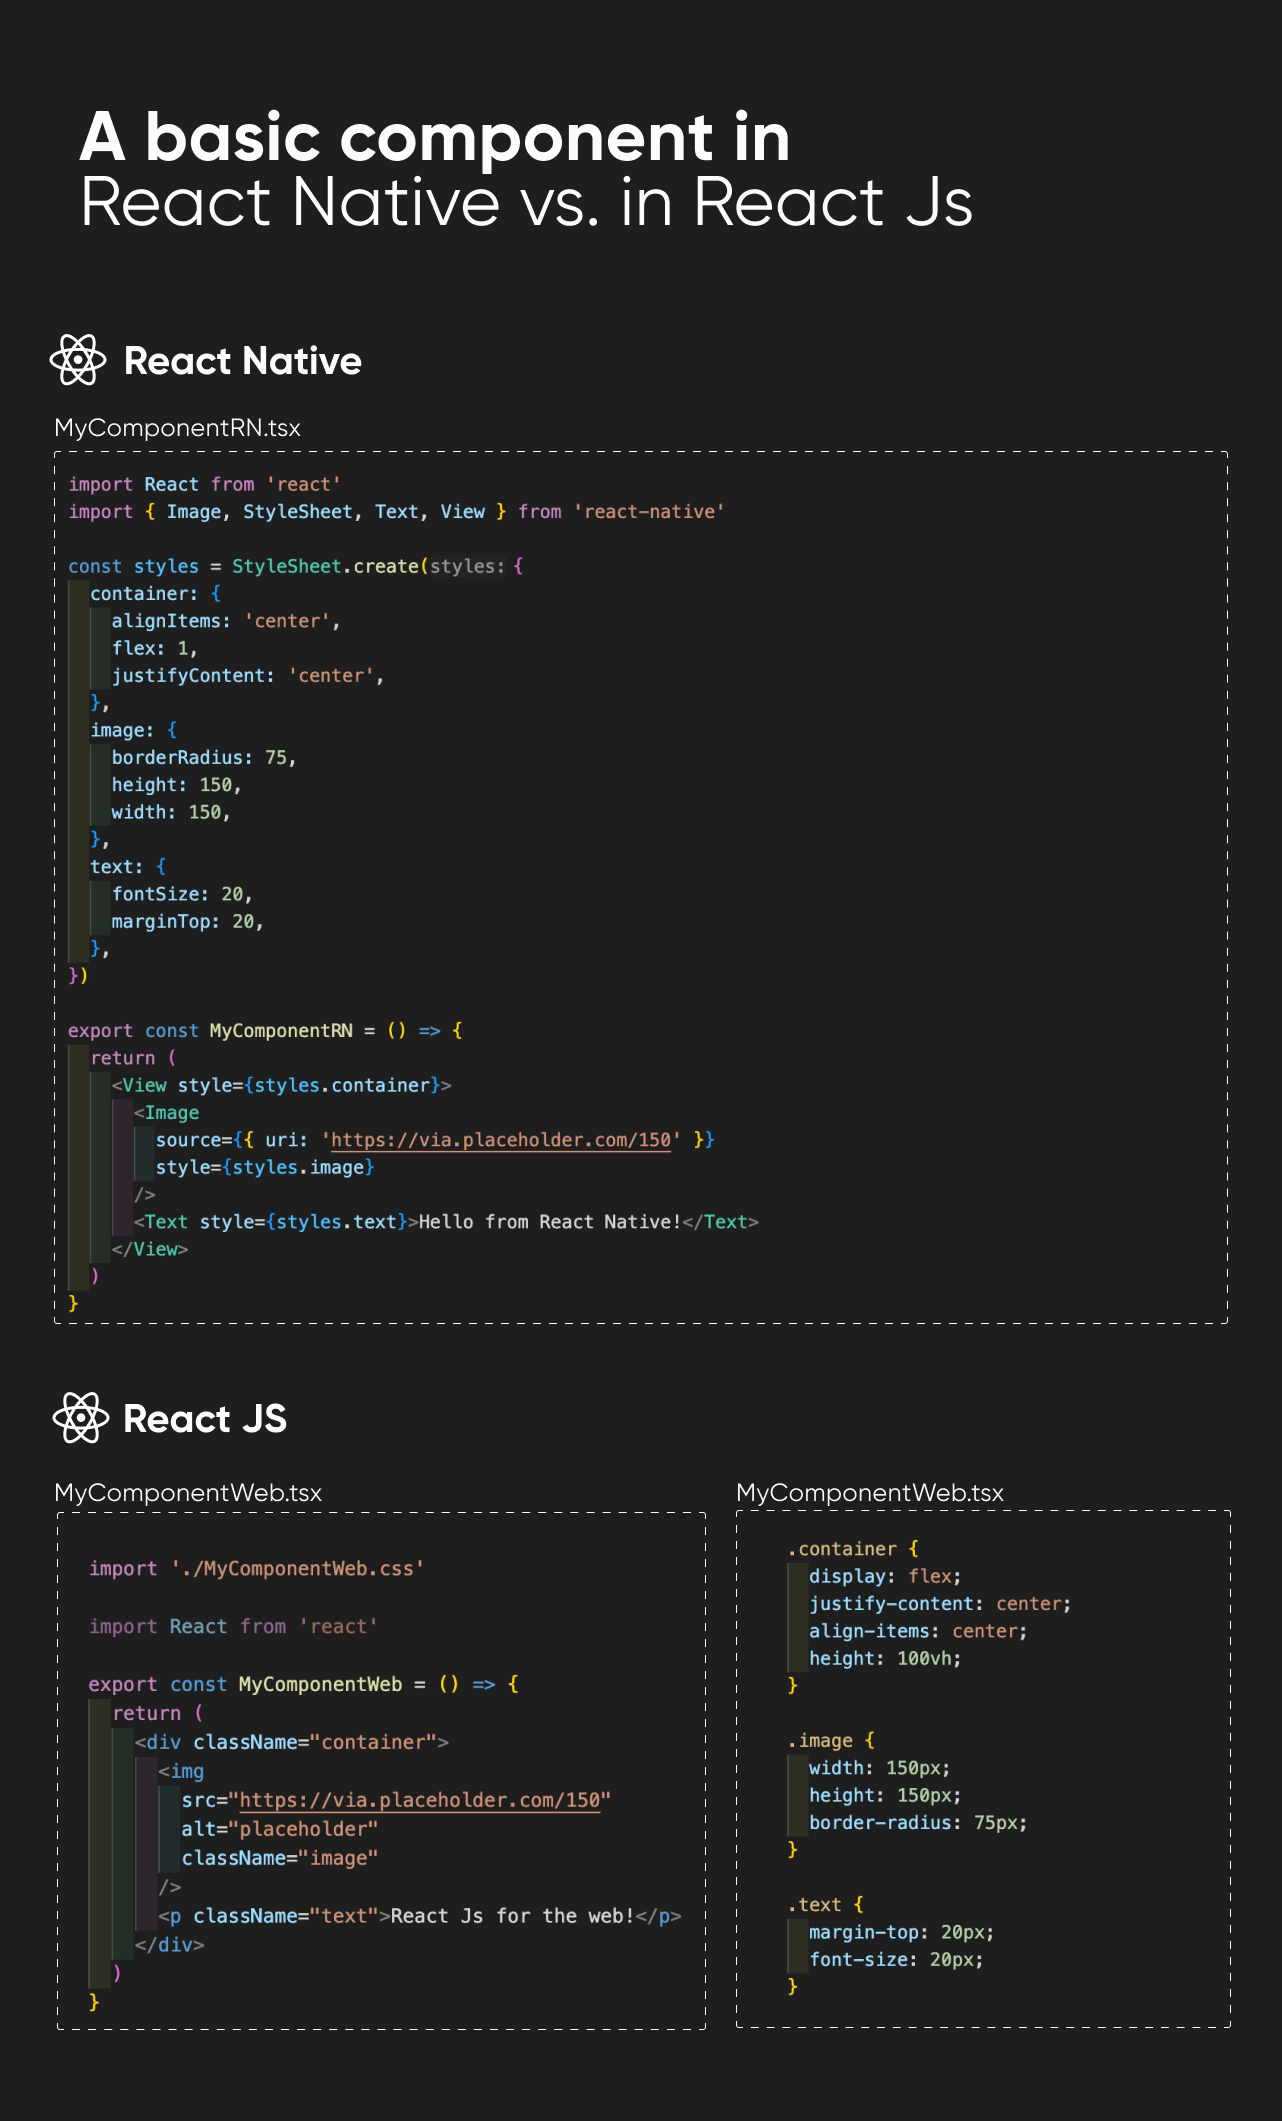 A basic component in
React Native vs. in React Js
React Native
MyComponentRN.tsx
import React from 'react'
import { Image, StyleSheet, Text, View } from 'react-native'

const styles = StyleSheet.create(styles: {
  container: {
    alignItems: 'center',
    flex: 1,
    justifyContent: 'center',
  },
  image: {
    borderRadius: 75,
    height: 150,
    width: 150,
  },
  text: {
    fontSize: 20,
    marginTop: 20,
  },
})

export const MyComponentRN = () => {
  return (
    <View style={styles.container}>
      <Image
        source={{ uri: 'https://via.placeholder.com/150' }}
        style={styles.image}
      />
      <Text style={styles.text}>Hello from React Native!</Text>
    </View>
  )
}
React JS
MyComponentWeb.tsx
import './MyComponentWeb.css'

import React from 'react'

export const MyComponentWeb = () => {
  return (
    <div className="container">
      <img
        src="https://via.placeholder.com/150"
        alt="placeholder"
        className="image"
      />
      <p className="text">React Js for the web!</p>
    </div>
  )
}
MyComponentWeb.tsx
.container {
  display: flex;
  justify-content: center;
  align-items: center;
  height: 100vh;
}

.image {
  width: 150px;
  height: 150px;
  border-radius: 75px;
}

.text {
  margin-top: 20px;
  font-size: 20px;
}